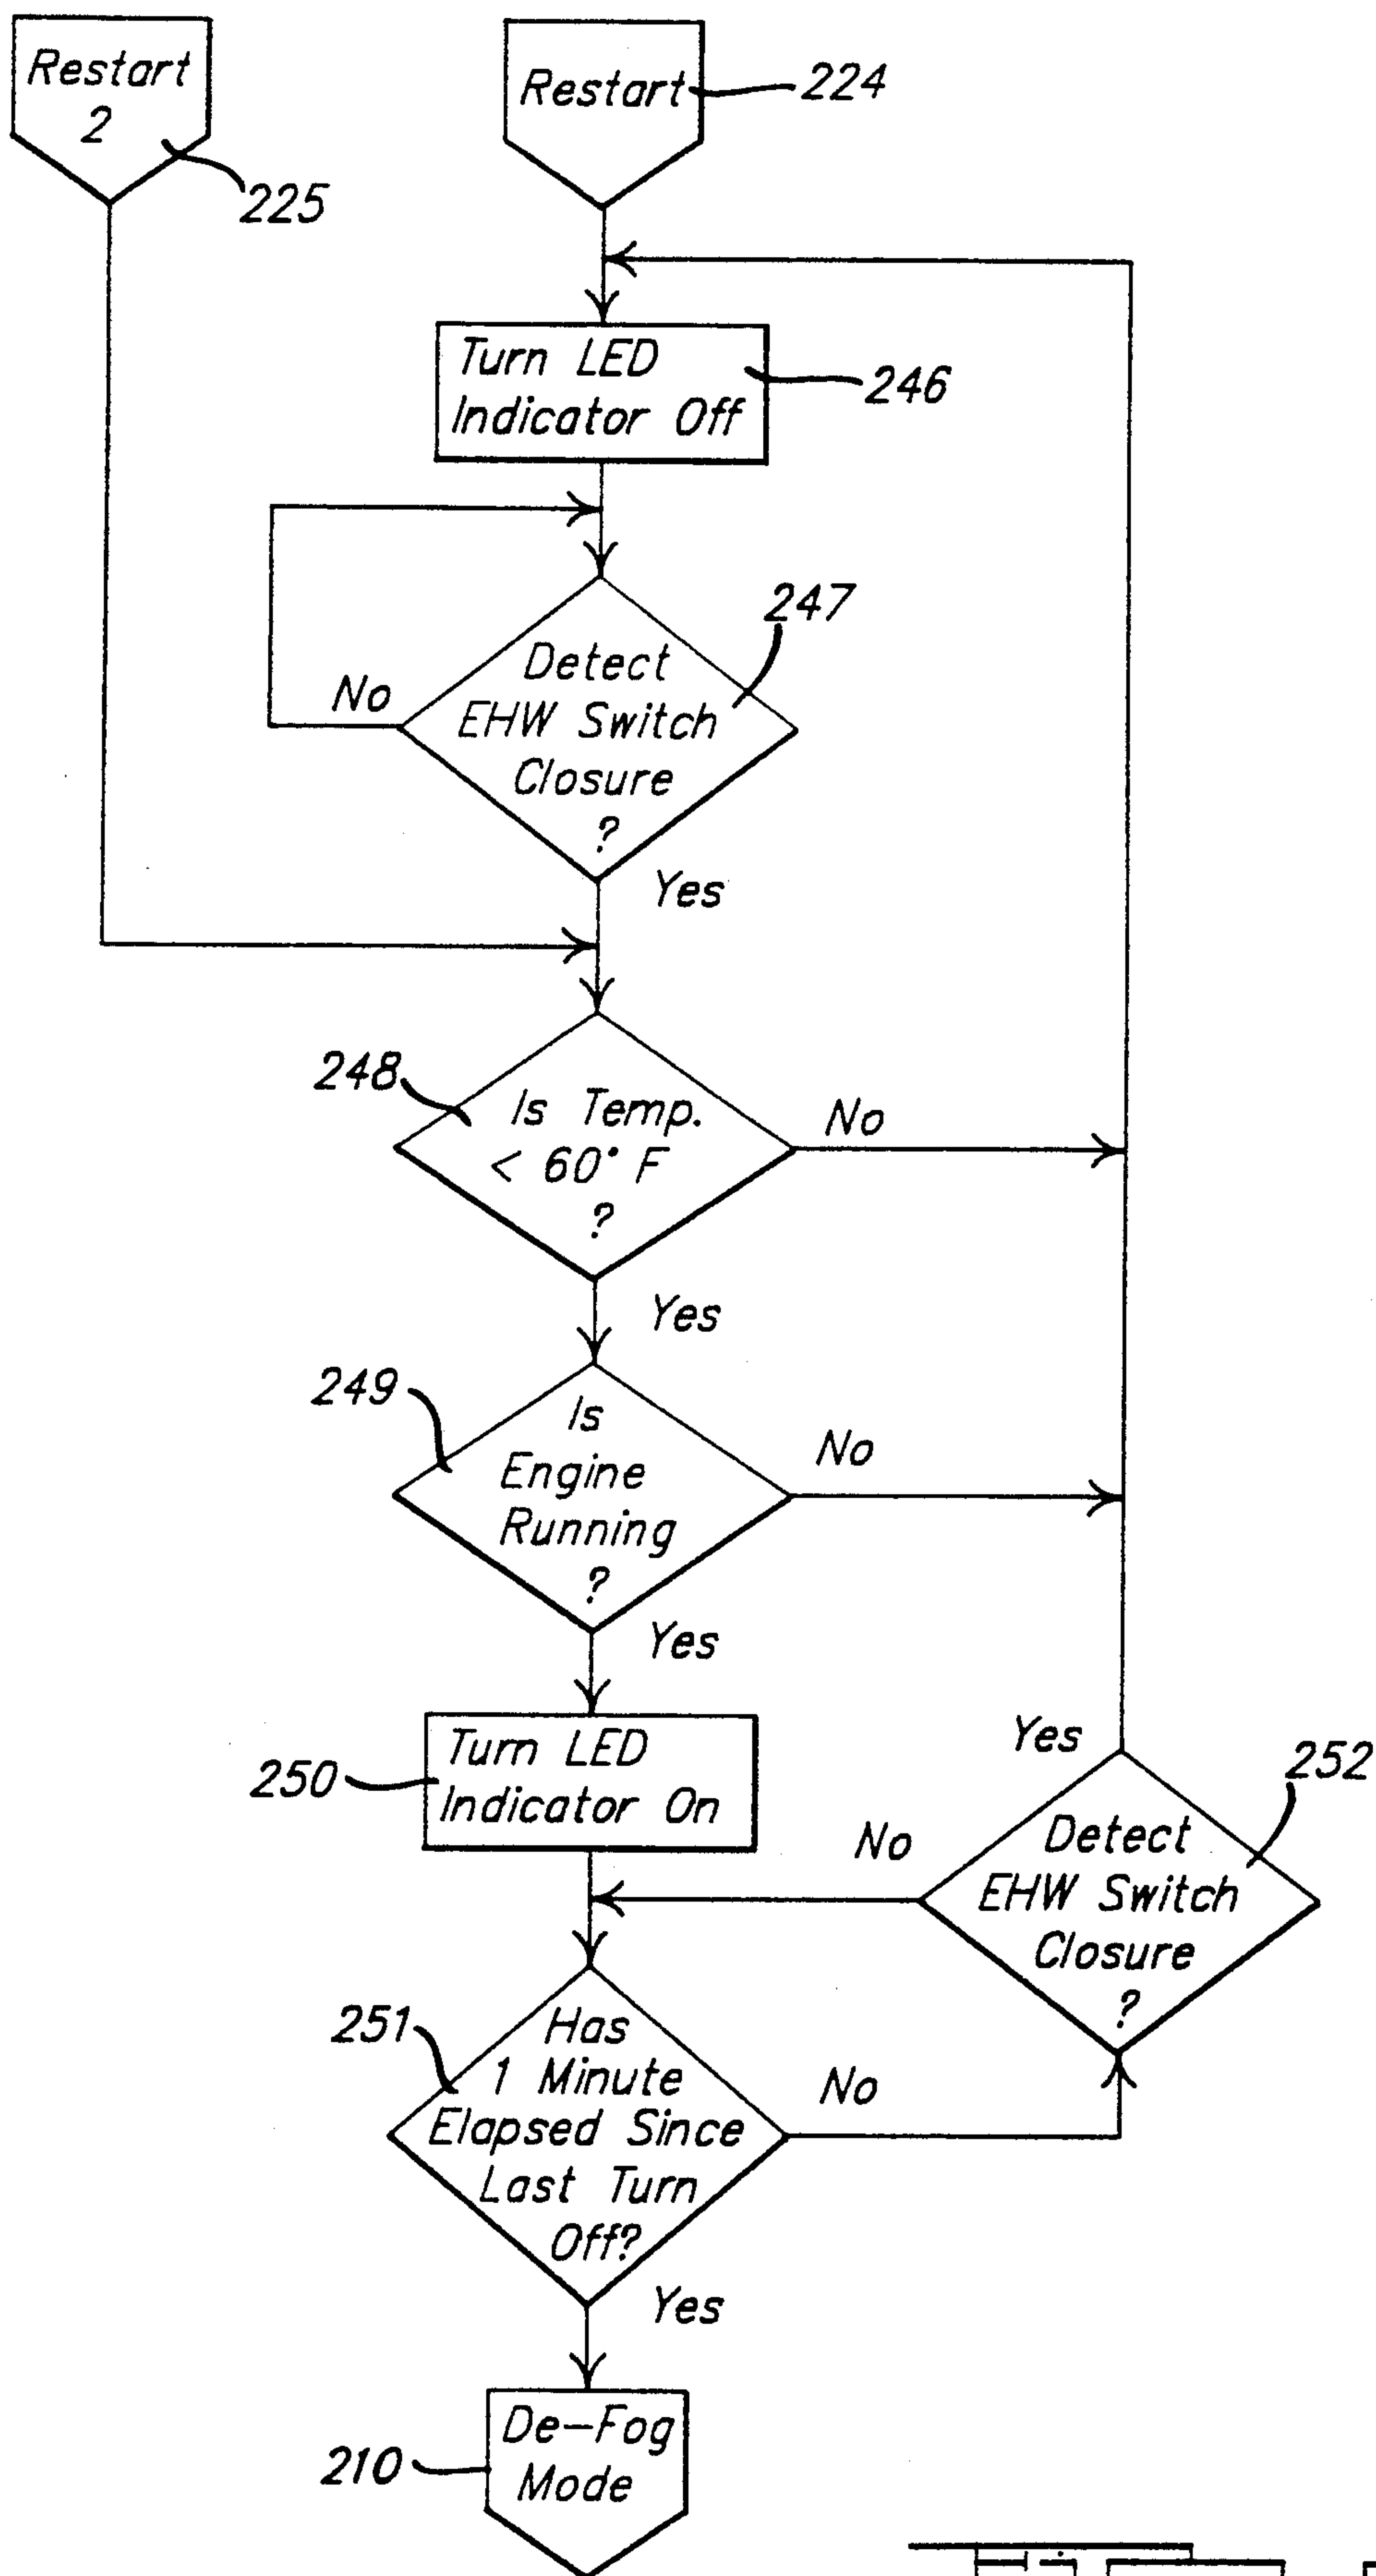 Restart
2
225
Restart
224
Turn LED
Indicator Off
246
247
Detect
EHW Switch
Closure
?
No
Yes
248
Is Temp.
< 60° F
?
No
Yes
249
Is
Engine
Running
?
No
Yes
250
Turn LED
Indicator On
252
Yes
No
Detect
EHW Switch
Closure
?
251
Has
1 Minute
Elapsed Since
Last Turn
Off?
No
Yes
210
De-Fog
Mode